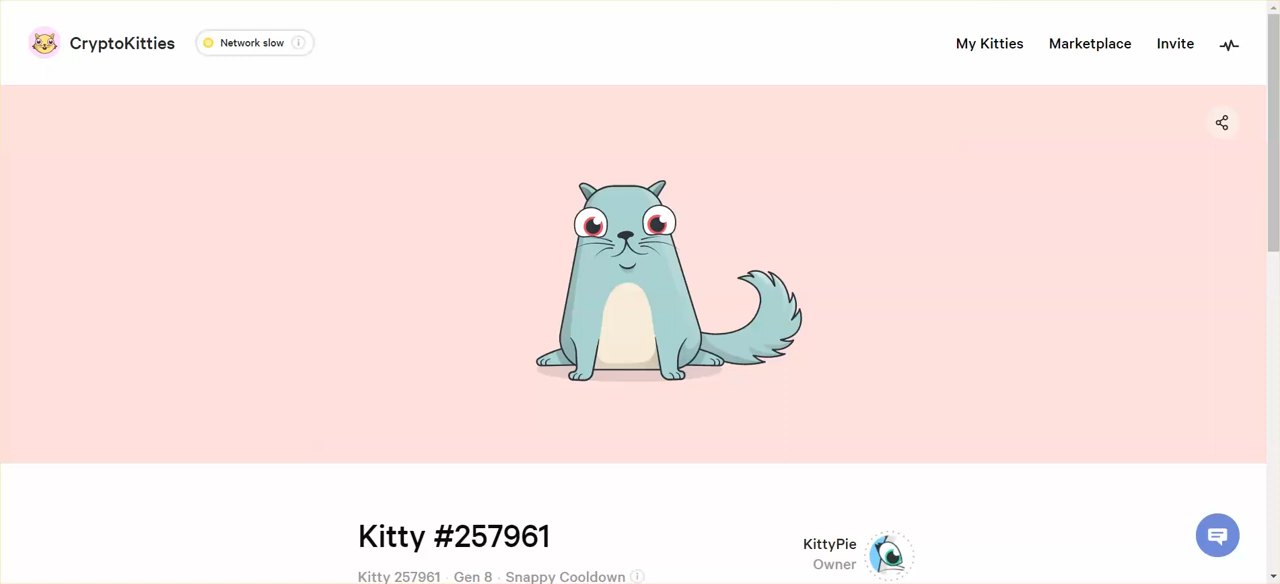 CryptoKitties
Network slow
My Kitties
Marketplace
Invite
Kitty #257961
KittyPie
Owner
Kitty 257961 · Gen 8 · Snappy Cooldown